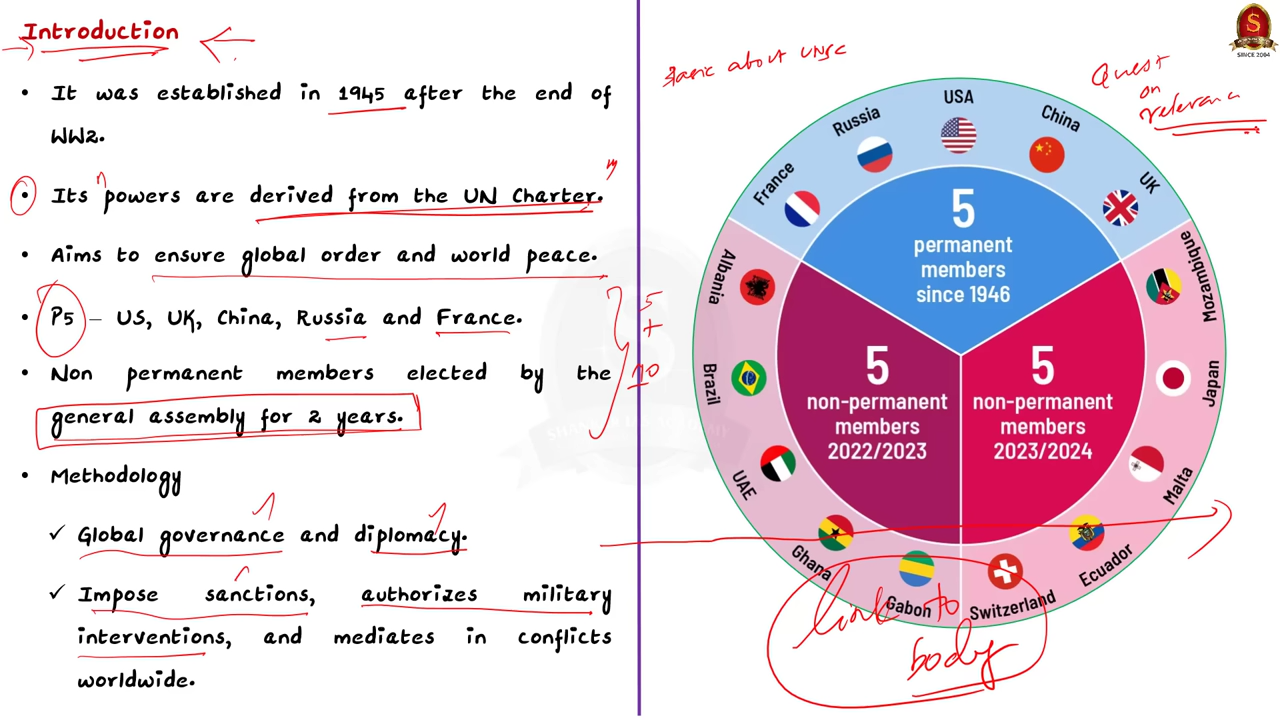 Introduction
• It was established in 1945 after the end of
WW2.
• Its powers are derived from the UN Charter.
• Aims to ensure global order and world peace.
• P5 – US, UK, China, Russia and France.
• Non permanent members elected by the
general assembly for 2 years.
• Methodology
✓ Global governance and diplomacy.
✓ Impose sanctions, authorizes military
interventions, and mediates in conflicts
worldwide.
5
+
10
Basic about UNSC
Quest
on
relevance
S
SINCE 2004
USA
Russia
China
France
UK
5
permanent
members
since 1946
Albania
Mozambique
Brazil
Japan
5
non-permanent
members
2022/2023
5
non-permanent
members
2023/2024
UAE
Malta
Ghana
Ecuador
Gabon
Switzerland
link to
body